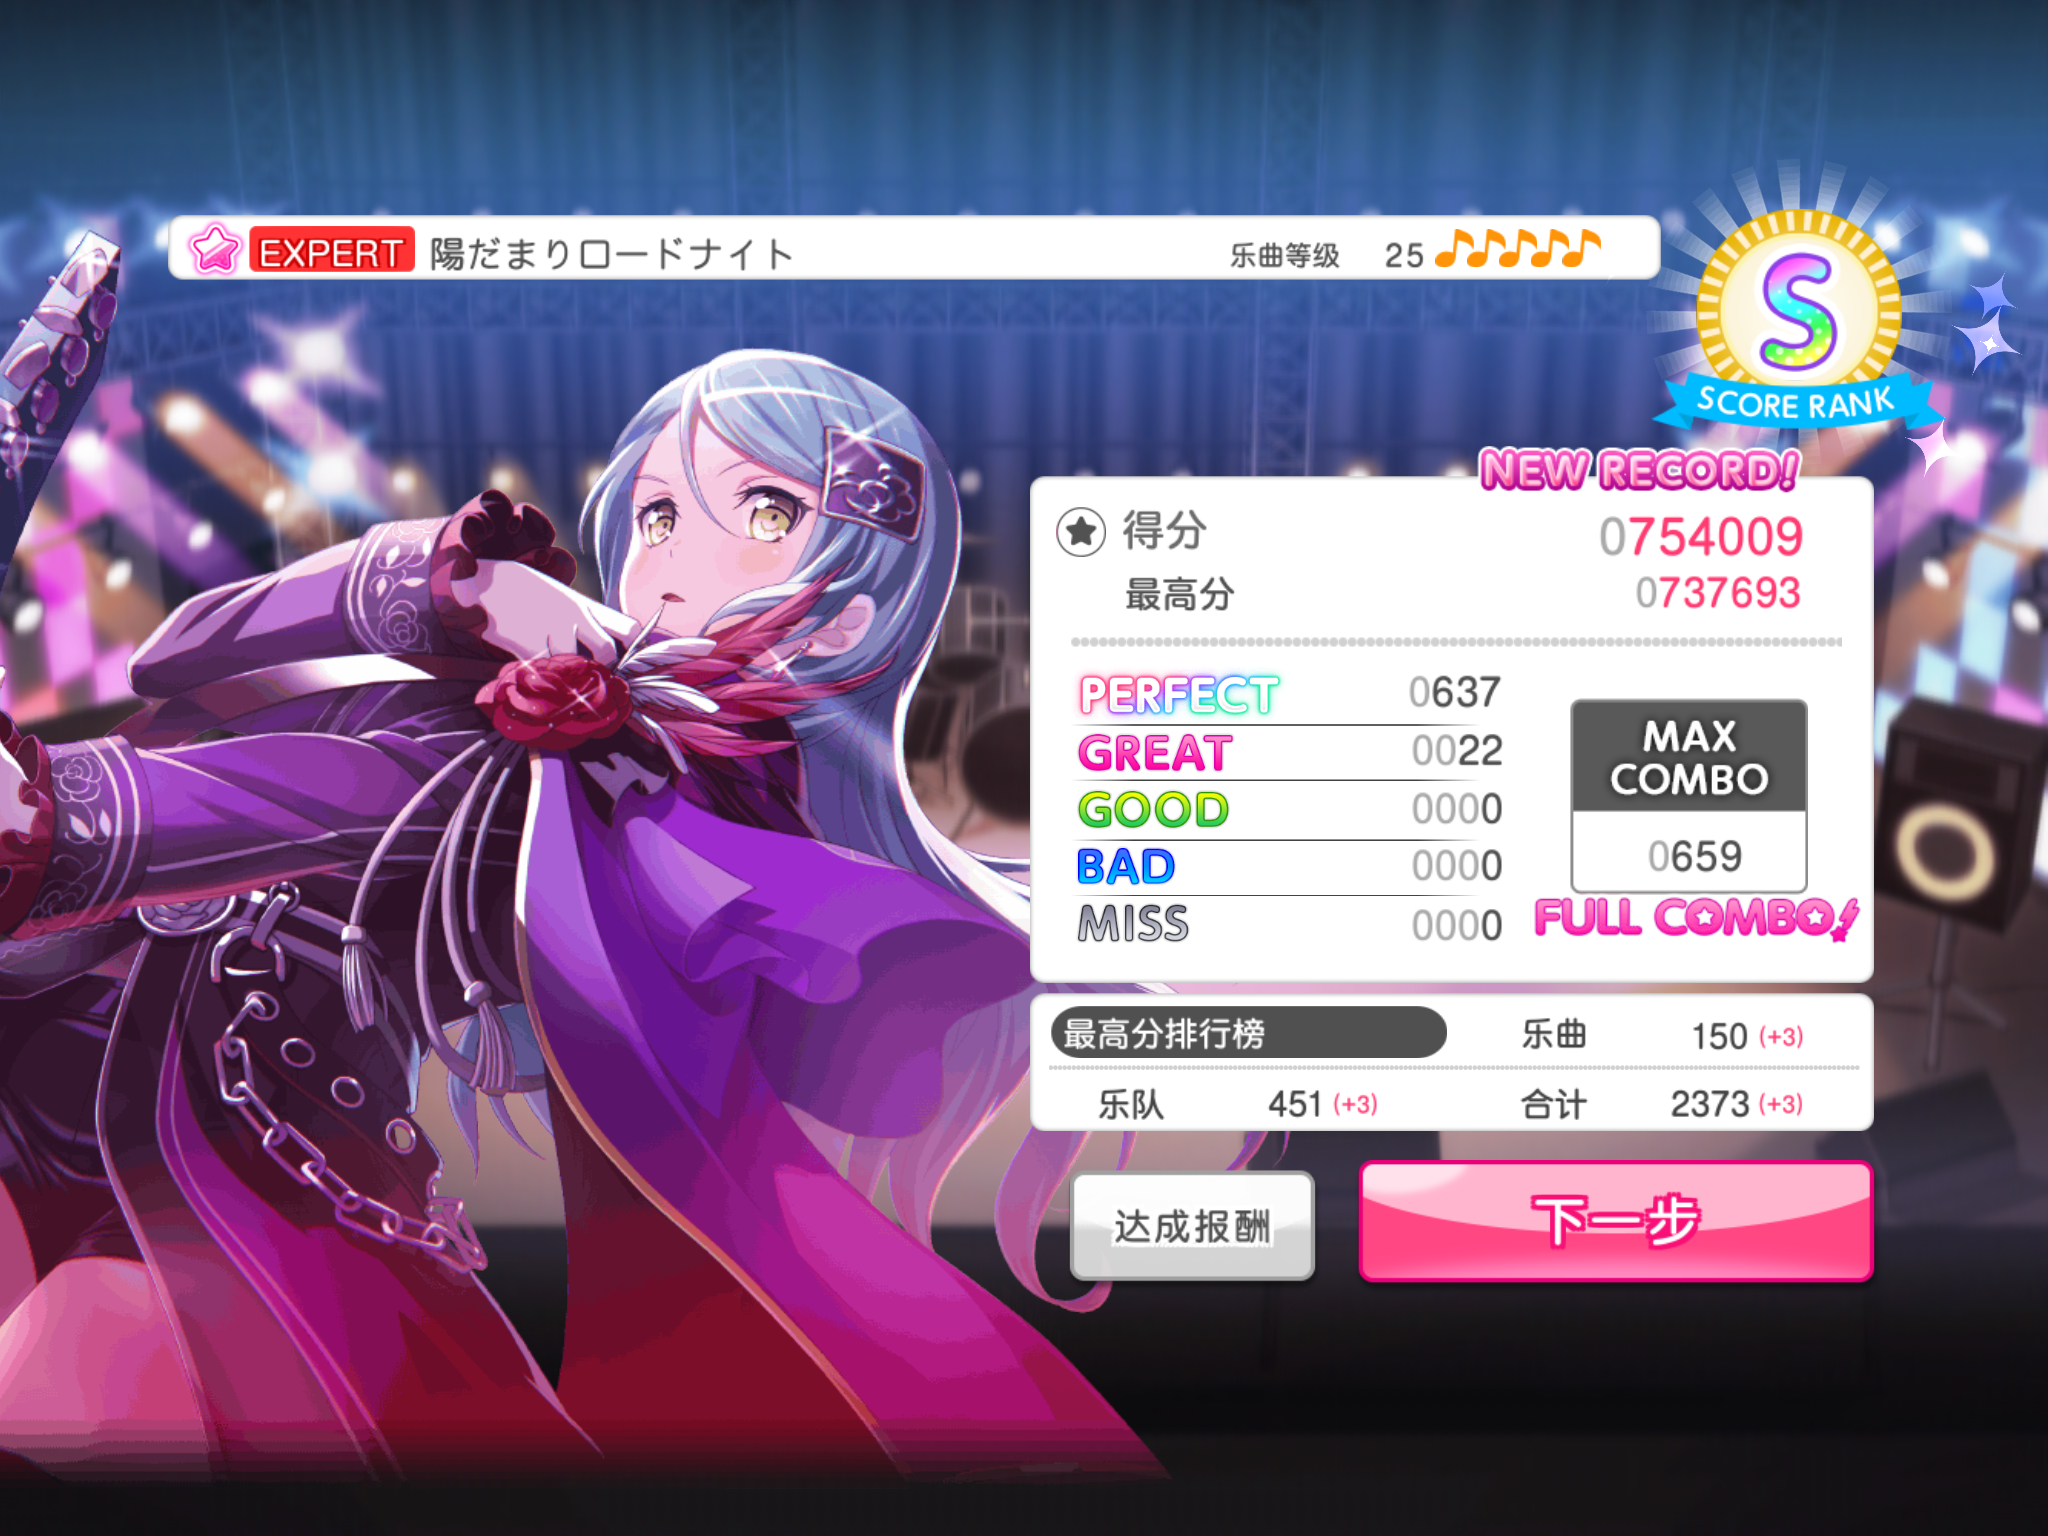 EXPERT 陽だまりロードナイト 乐曲等级 25
S
SCORE RANK
NEW RECORD!
得分 0754009
最高分 0737693
PERFECT 0637
GREAT 0022
GOOD 0000
BAD 0000
MISS 0000
MAX
COMBO
0659
FULL COMBO!
最高分排行榜 乐曲 150 (+3)
乐队 451 (+3) 合计 2373 (+3)
达成报酬 下一步